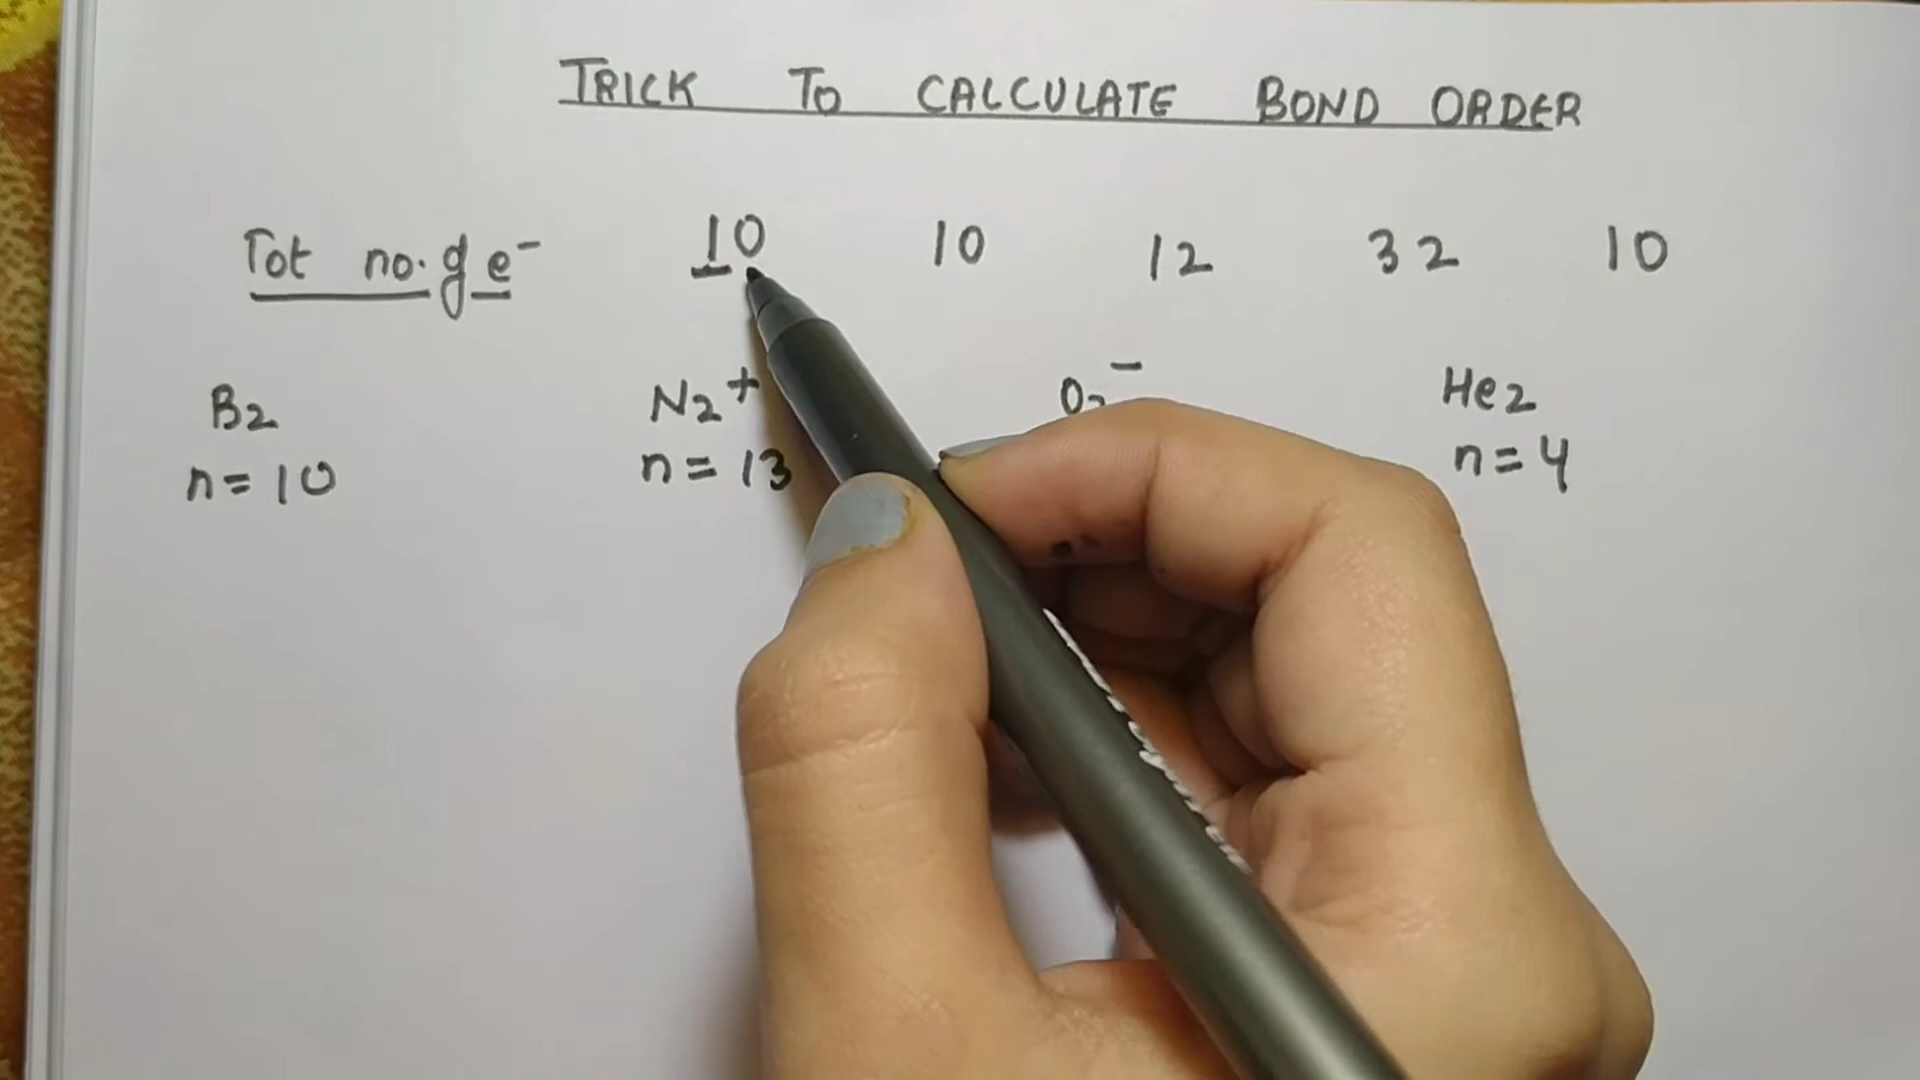 TRICK TO CALCULATE BOND ORDER
Tot no. of e⁻ 10 10 12 32 10
B2 N2⁺ O2⁻ He2
n = 10 n = 13 n = 4